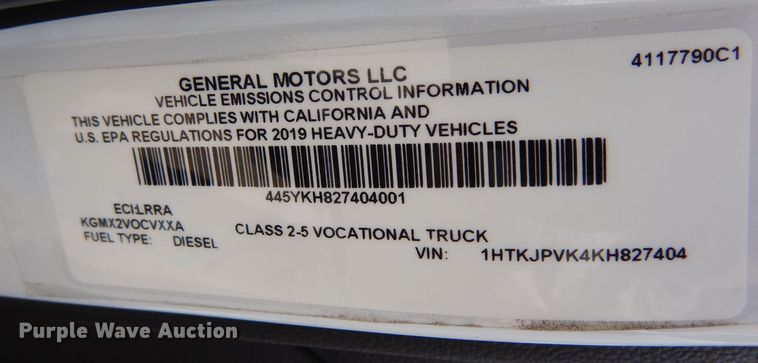 4117790C1
GENERAL MOTORS LLC
VEHICLE EMISSIONS CONTROL INFORMATION
THIS VEHICLE COMPLIES WITH CALIFORNIA AND
U.S. EPA REGULATIONS FOR 2019 HEAVY-DUTY VEHICLES
445YKH827404001
ECI:LRRA
KGMX2VOCVXXA
FUEL TYPE: DIESEL
CLASS 2-5 VOCATIONAL TRUCK
VIN: 1HTKJPVK4KH827404
Purple Wave Auction